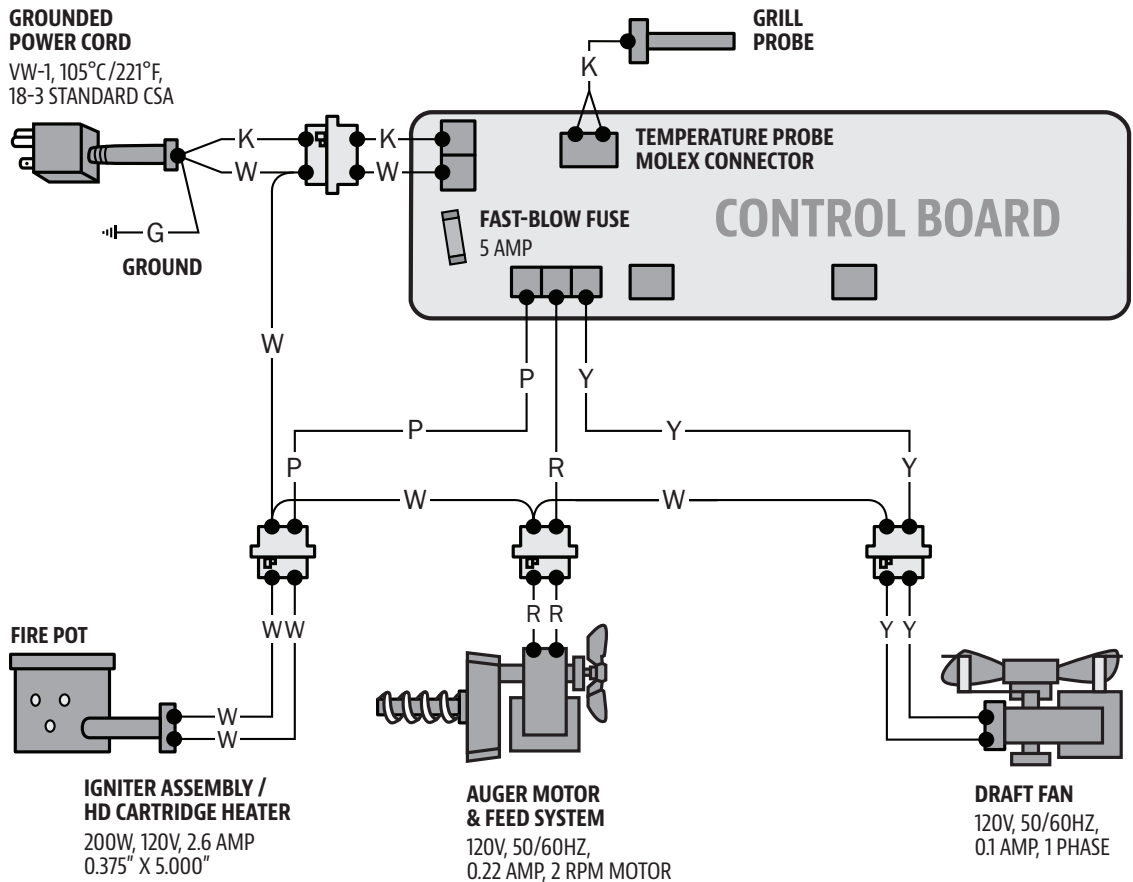 GROUNDED
POWER CORD
VW-1, 105°C/221°F,
18-3 STANDARD CSA
GRILL
PROBE
K
TEMPERATURE PROBE
MOLEX CONNECTOR
K
K
W
W
G
GROUND
FAST-BLOW FUSE
5 AMP
CONTROL BOARD
W
P
Y
P
Y
P
R
Y
W
W
R R
W W
Y Y
FIRE POT
W
W
IGNITER ASSEMBLY /
HD CARTRIDGE HEATER
200W, 120V, 2.6 AMP
0.375" X 5.000"
AUGER MOTOR
& FEED SYSTEM
120V, 50/60HZ,
0.22 AMP, 2 RPM MOTOR
DRAFT FAN
120V, 50/60HZ,
0.1 AMP, 1 PHASE